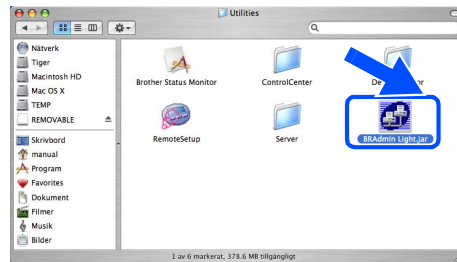 Utilities
Nätverk
Tiger
Macintosh HD
Mac OS X
TEMP
REMOVABLE
Skrivbord
manual
Program
Favorites
Dokument
Filmer
Musik
Bilder
Brother Status Monitor
ControlCenter
RemoteSetup
Server
BRAdmin Light.jar
1 av 6 markerat, 378.6 MB tillgängligt